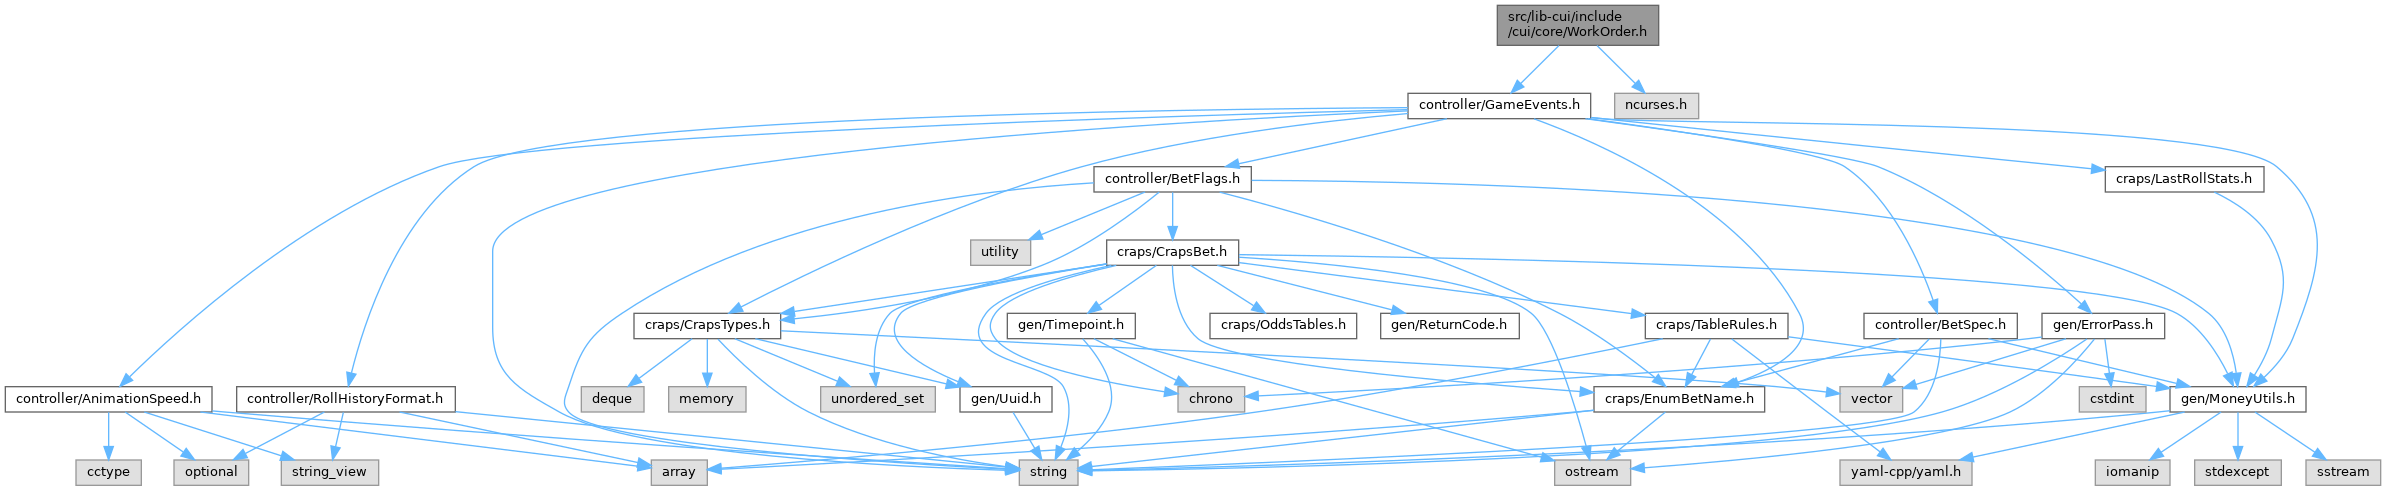 src/lib-cui/include
/cui/core/WorkOrder.h
controller/GameEvents.h
ncurses.h
controller/BetFlags.h
craps/LastRollStats.h
utility
craps/CrapsBet.h
craps/CrapsTypes.h
gen/Timepoint.h
craps/OddsTables.h
gen/ReturnCode.h
craps/TableRules.h
controller/BetSpec.h
gen/ErrorPass.h
controller/AnimationSpeed.h
controller/RollHistoryFormat.h
deque
memory
unordered_set
gen/Uuid.h
chrono
craps/EnumBetName.h
vector
cstdint
gen/MoneyUtils.h
cctype
optional
string_view
array
string
ostream
yaml-cpp/yaml.h
iomanip
stdexcept
sstream